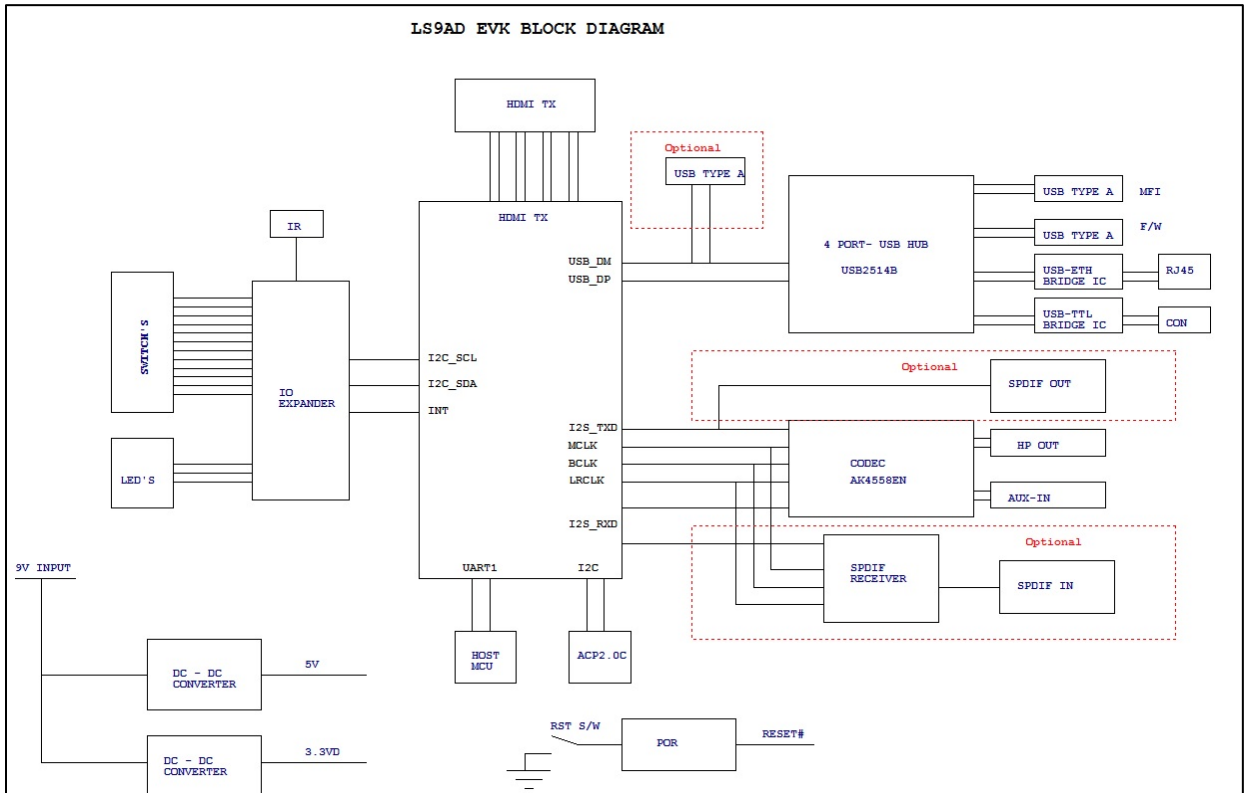 LS9AD EVK BLOCK DIAGRAM
HDMI TX
Optional
USB TYPE A
HDMI TX
USB_DM
USB_DP
4 PORT- USB HUB
USB2514B
USB TYPE A
MFI
USB TYPE A
F/W
USB-ETH
BRIDGE IC
RJ45
USB-TTL
BRIDGE IC
CON
IR
SWITCH'S
IO
EXPANDER
LED'S
I2C_SCL
I2C_SDA
INT
I2S_TXD
MCLK
BCLK
LRCLK
I2S_RXD
Optional
SPDIF OUT
CODEC
AK4558EN
HP OUT
AUX-IN
Optional
SPDIF
RECEIVER
SPDIF IN
UART1
I2C
HOST
MCU
ACP2.0C
9V INPUT
DC - DC
CONVERTER
5V
DC - DC
CONVERTER
3.3VD
RST S/W
POR
RESET#